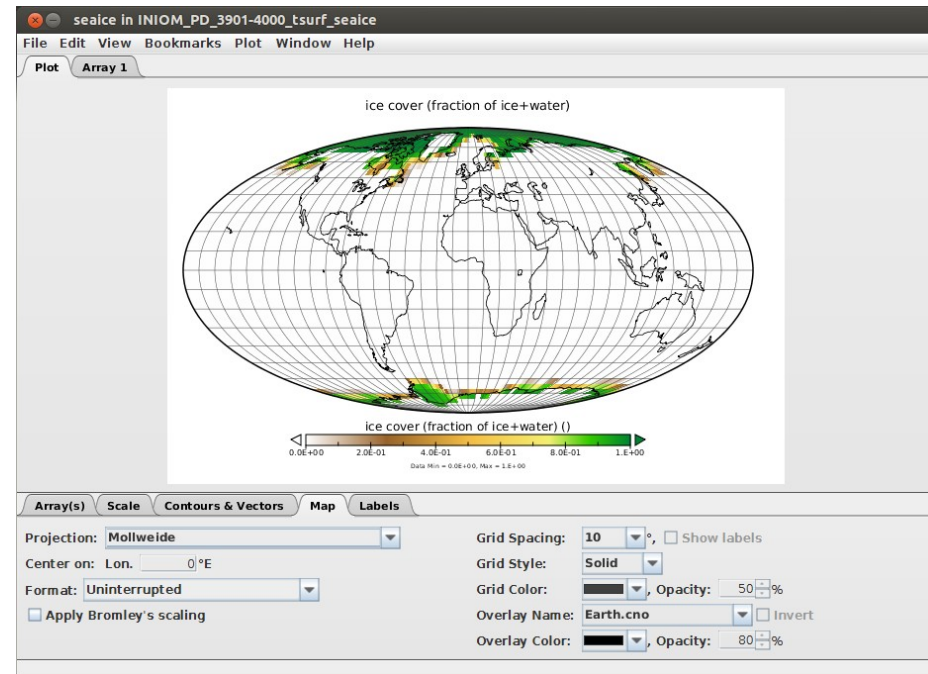 seaice in INIOM_PD_3901-4000_tsurf_seaice
File Edit View Bookmarks Plot Window Help
Plot Array 1
ice cover (fraction of ice+water)
ice cover (fraction of ice+water) ()
0.0E+00 2.0E-01 4.0E-01 6.0E-01 8.0E-01 1.E+00
Data Min = 0.0E+00, Max = 1.E+00
Array(s) Scale Contours & Vectors Map Labels
Projection: Mollweide Grid Spacing: 10 °, Show labels
Center on: Lon. 0 °E Grid Style: Solid
Format: Uninterrupted Grid Color: , Opacity: 50 %
Apply Bromley's scaling Overlay Name: Earth.cno Invert
Overlay Color: , Opacity: 80 %